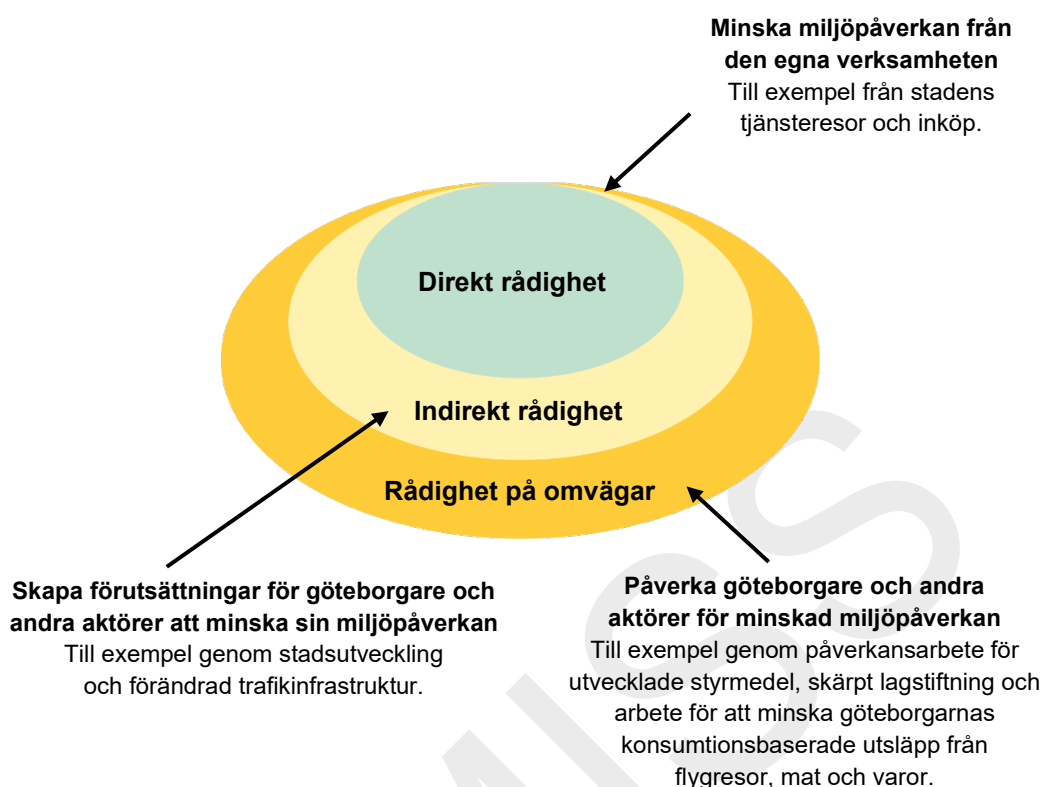 Minska miljöpåverkan från
den egna verksamheten
Till exempel från stadens
tjänsteresor och inköp.
Direkt rådighet
Indirekt rådighet
Rådighet på omvägar
Skapa förutsättningar för göteborgare och
andra aktörer att minska sin miljöpåverkan
Till exempel genom stadsutveckling
och förändrad trafikinfrastruktur.
Påverka göteborgare och andra
aktörer för minskad miljöpåverkan
Till exempel genom påverkansarbete för
utvecklade styrmedel, skärpt lagstiftning och
arbete för att minska göteborgarnas
konsumtionsbaserade utsläpp från
flygresor, mat och varor.
MISS